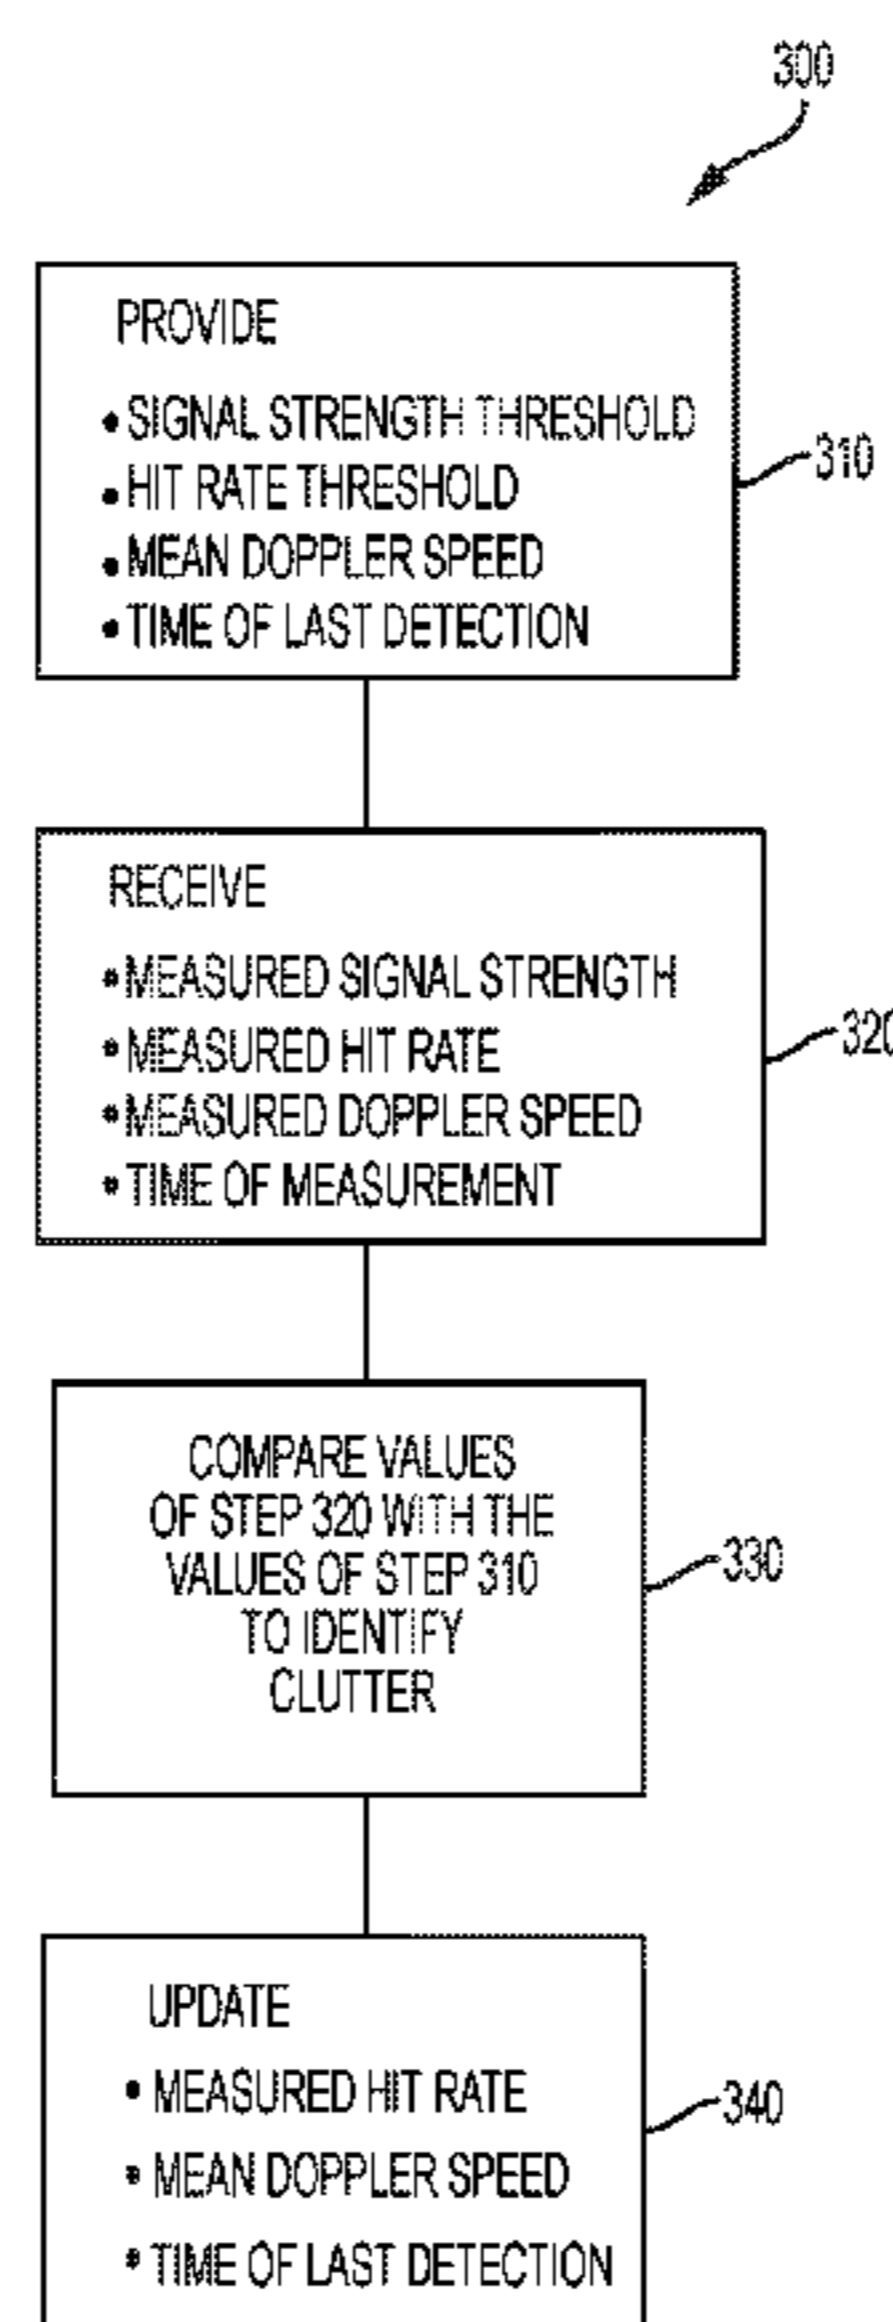 300
PROVIDE
• SIGNAL STRENGTH THRESHOLD
• HIT RATE THRESHOLD
• MEAN DOPPLER SPEED
• TIME OF LAST DETECTION
310
RECEIVE
• MEASURED SIGNAL STRENGTH
• MEASURED HIT RATE
• MEASURED DOPPLER SPEED
• TIME OF MEASUREMENT
320
COMPARE VALUES
OF STEP 320 WITH THE
VALUES OF STEP 310
TO IDENTIFY
CLUTTER
330
UPDATE
• MEASURED HIT RATE
• MEAN DOPPLER SPEED
• TIME OF LAST DETECTION
340